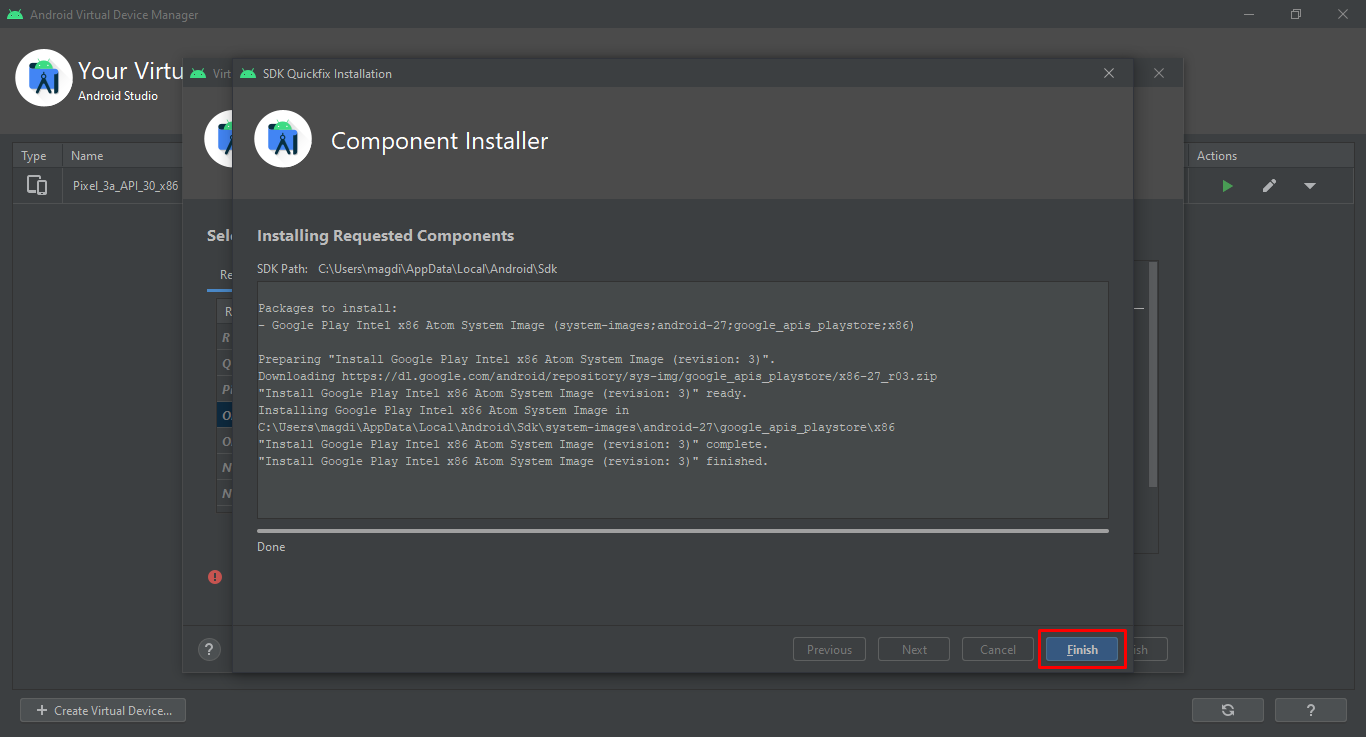 Android Virtual Device Manager
Your Virtu
Android Studio
Virt
SDK Quickfix Installation
Component Installer
Type
Name
Actions
Pixel_3a_API_30_x86
Sele
Installing Requested Components
SDK Path: C:\Users\magdi\AppData\Local\Android\Sdk
Re
R
R
Q
Pi
O
O
N
N
Packages to install:
- Google Play Intel x86 Atom System Image (system-images;android-27;google_apis_playstore;x86)
Preparing "Install Google Play Intel x86 Atom System Image (revision: 3)".
Downloading https://dl.google.com/android/repository/sys-img/google_apis_playstore/x86-27_r03.zip
"Install Google Play Intel x86 Atom System Image (revision: 3)" ready.
Installing Google Play Intel x86 Atom System Image in
C:\Users\magdi\AppData\Local\Android\Sdk\system-images\android-27\google_apis_playstore\x86
"Install Google Play Intel x86 Atom System Image (revision: 3)" complete.
"Install Google Play Intel x86 Atom System Image (revision: 3)" finished.
Done
?
Previous
Next
Cancel
Finish
ish
+ Create Virtual Device...
?